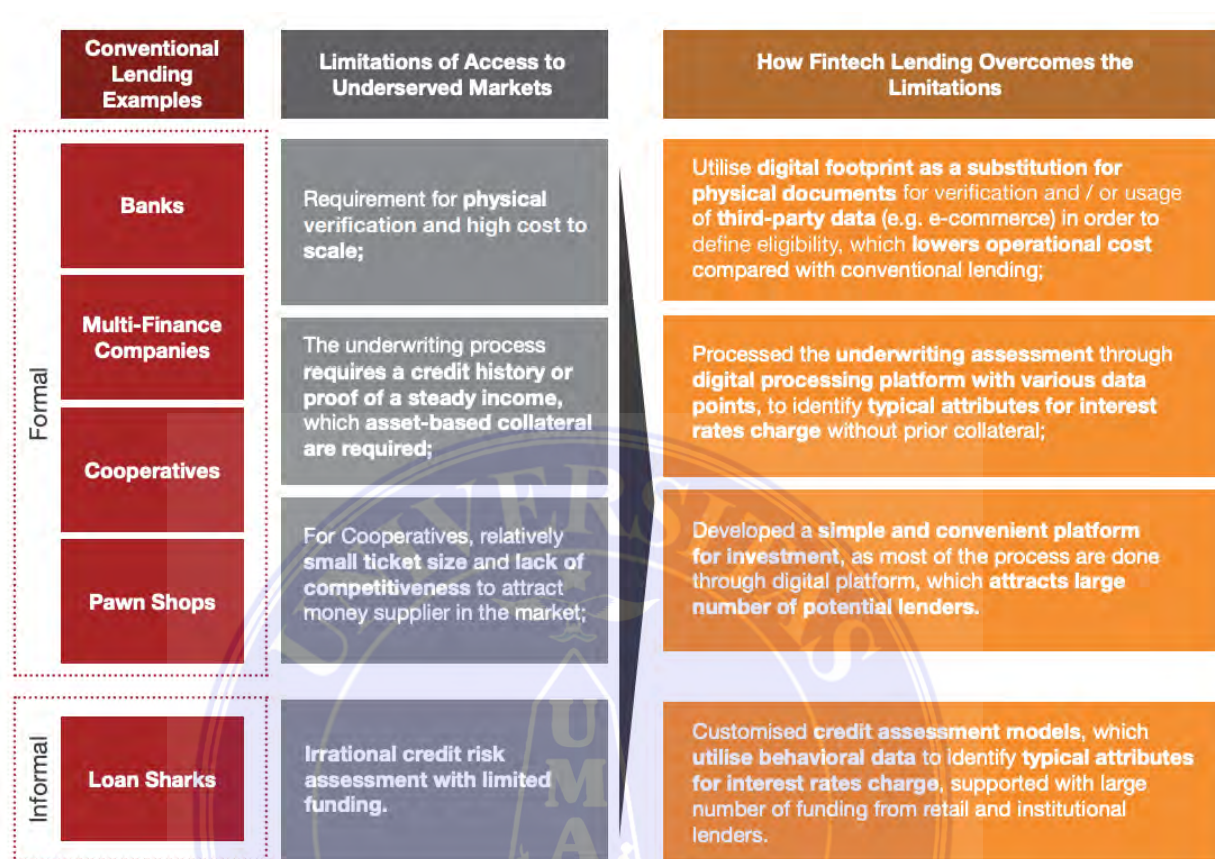 Conventional
Lending
Examples
Limitations of Access to
Underserved Markets
How Fintech Lending Overcomes the
Limitations
Formal
Banks
Multi-Finance
Companies
Cooperatives
Pawn Shops
Requirement for physical
verification and high cost to
scale;
The underwriting process
requires a credit history or
proof of a steady income,
which asset-based collateral
are required;
For Cooperatives, relatively
small ticket size and lack of
competitiveness to attract
money supplier in the market;
Utilise digital footprint as a substitution for
physical documents for verification and / or usage
of third-party data (e.g. e-commerce) in order to
define eligibility, which lowers operational cost
compared with conventional lending;
Processed the underwriting assessment through
digital processing platform with various data
points, to identify typical attributes for interest
rates charge without prior collateral;
Developed a simple and convenient platform
for investment, as most of the process are done
through digital platform, which attracts large
number of potential lenders.
Informal
Loan Sharks
Irrational credit risk
assessment with limited
funding.
Customised credit assessment models, which
utilise behavioral data to identify typical attributes
for interest rates charge, supported with large
number of funding from retail and institutional
lenders.
UNIVERSITAS
UMA